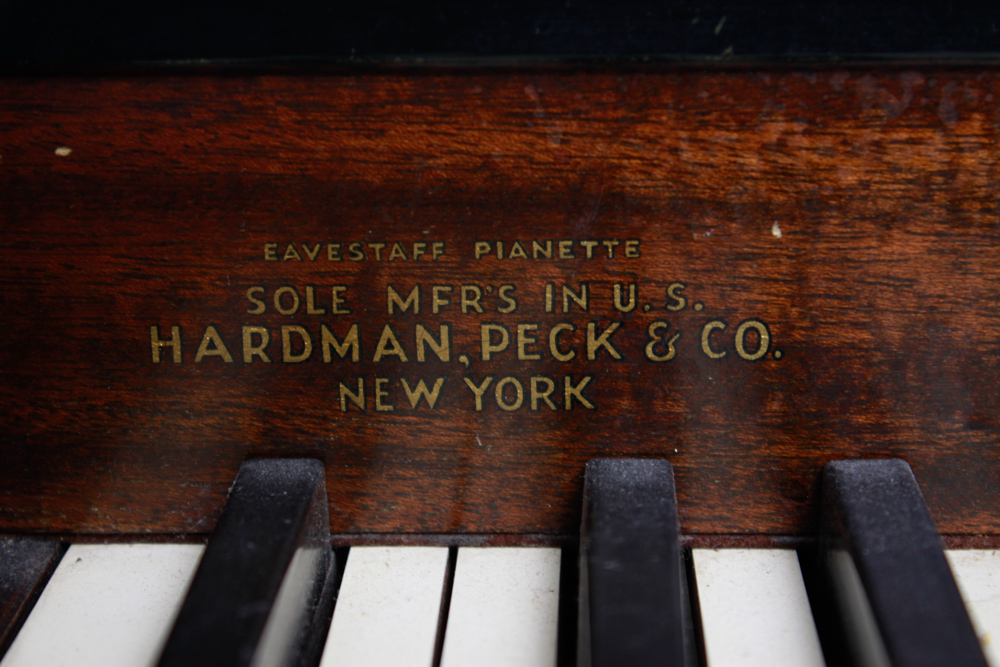 EAVESTAFF PIANETTE
SOLE MFR'S IN U.S.
HARDMAN, PECK & CO.
NEW YORK